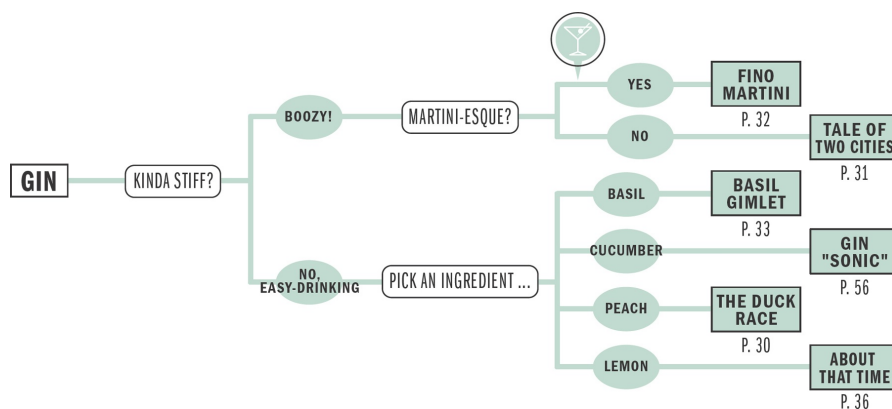 GIN
KINDA STIFF?
BOOZY!
MARTINI-ESQUE?
YES
FINO
MARTINI
P. 32
NO
TALE OF
TWO CITIES
P. 31
NO,
EASY-DRINKING
PICK AN INGREDIENT ...
BASIL
BASIL
GIMLET
P. 33
CUCUMBER
GIN
"SONIC"
P. 56
PEACH
THE DUCK
RACE
P. 30
LEMON
ABOUT
THAT TIME
P. 36